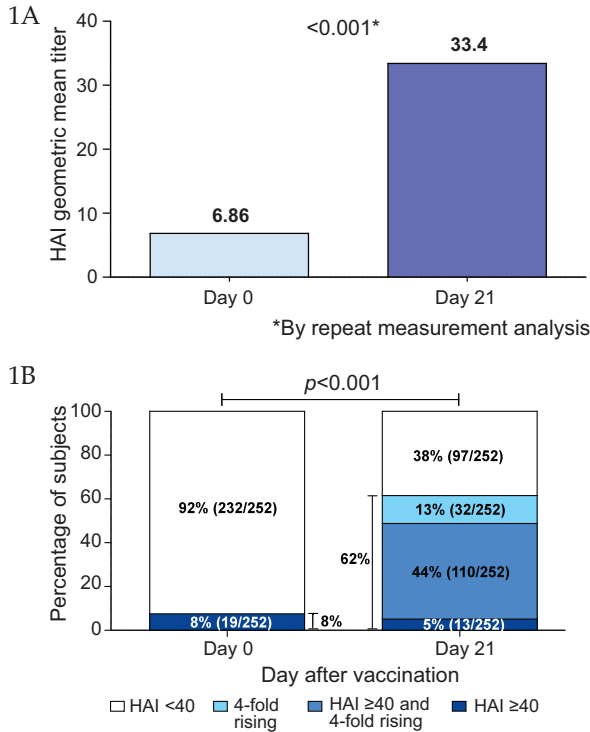 1A
<0.001*
40
30
20
10
0
HAI geometric mean titer
6.86
33.4
Day 0
Day 21
*By repeat measurement analysis
1B
p<0.001
100
80
60
40
20
0
Percentage of subjects
92% (232/252)
8% (19/252)
8%
62%
38% (97/252)
13% (32/252)
44% (110/252)
5% (13/252)
Day 0
Day 21
Day after vaccination
HAI <40
4-fold
rising
HAI ≥40 and
4-fold rising
HAI ≥40